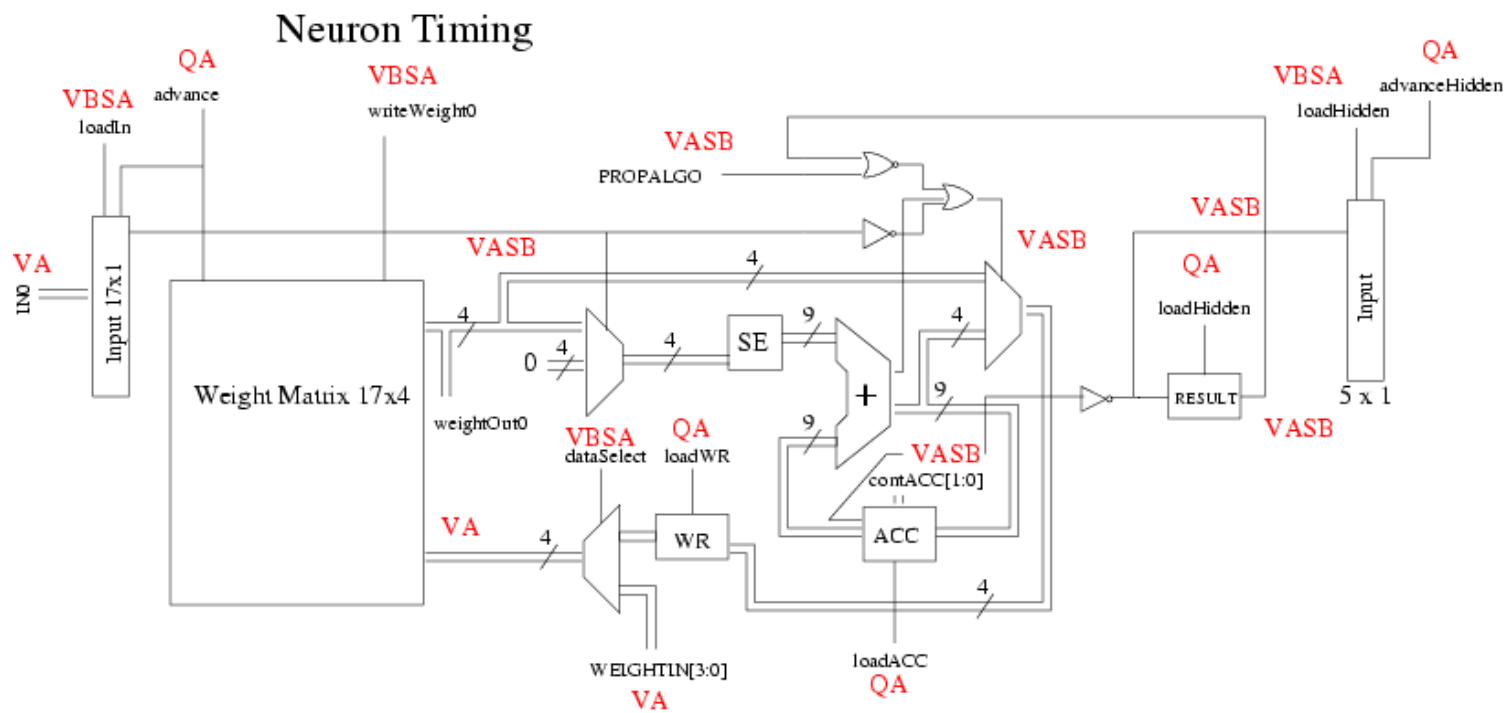 Neuron Timing
QA
advance
VBSA
loadIn
VBSA
writeWeight0
VASB
PROPALGO
VBSA
loadHidden
QA
advanceHidden
VASB
VASB
VASB
VA
IN0
Input 17x 1
4
4
4
0
4
SE
9
4
QA
loadHidden
Input
5 x 1
Weight Matrix 17x4
weightOut0
+
9
9
RESULT
VASB
VBSA
dataSelect
QA
loadWR
VASB
contACC[1:0]
VA
4
WR
ACC
4
WEIGHTIN[3:0]
VA
loadACC
QA